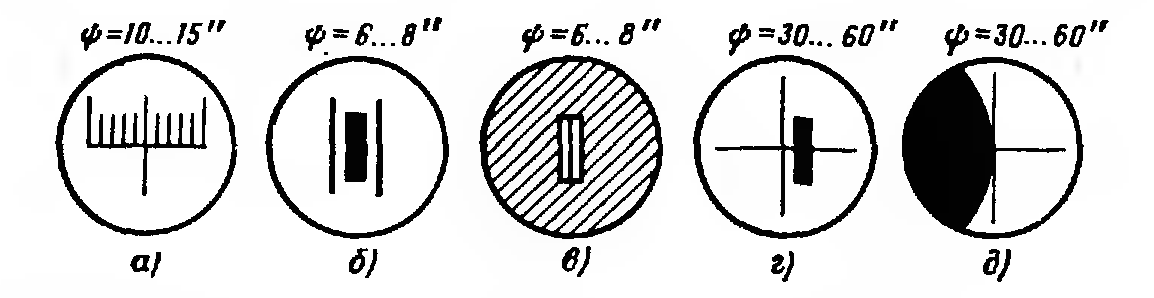 ψ=10...15" ψ=6...8" ψ=6...8" ψ=30...60" ψ=30...60"
а) б) в) г) д)